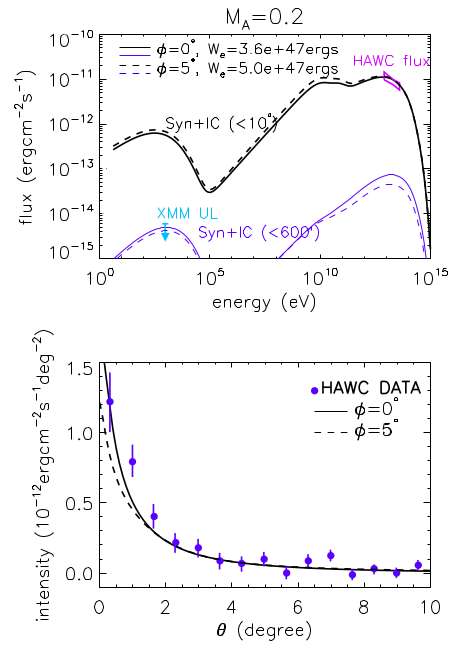 M_A=0.2
10^-10
10^-11
10^-12
10^-13
10^-14
10^-15
flux (ergcm^-2s^-1)
φ=0°, W_e=3.6e+47ergs
φ=5°, W_e=5.0e+47ergs
HAWC flux
Syn+IC (<10°)
XMM UL
Syn+IC (<600")
10^0 10^5 10^10 10^15
energy (eV)
1.5
1.0
0.5
0.0
intensity (10^-12ergcm^-2s^-1deg^-2)
HAWC DATA
φ=0°
φ=5°
0 2 4 6 8 10
θ (degree)